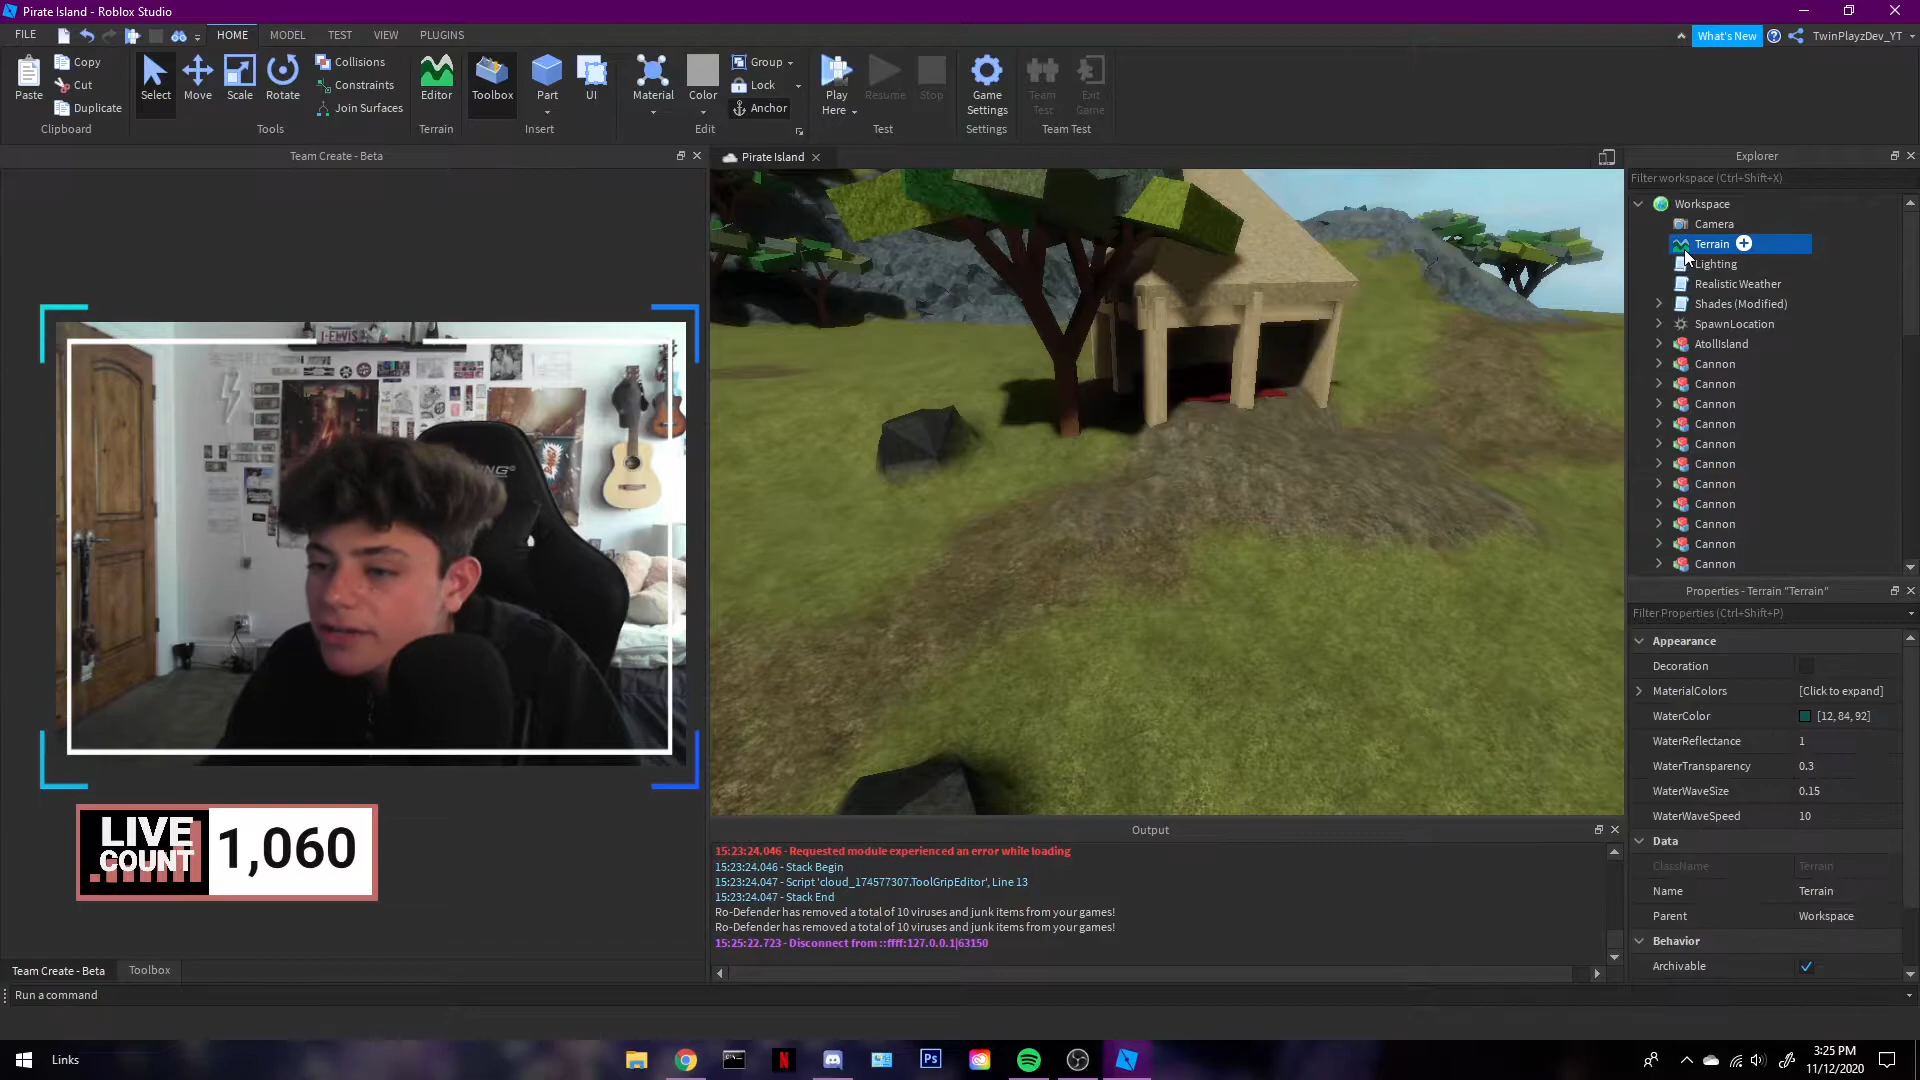 Pirate Island - Roblox Studio
FILE HOME MODEL TEST VIEW PLUGINS
What's New TwinPlayzDev_YT
Paste Copy Cut Duplicate
Select Move Scale Rotate
Collisions
Constraints
Join Surfaces
Editor Toolbox Part UI
Material Color Group Lock Anchor
Play Here Resume Stop
Game Settings Team Test Exit Game
Clipboard Tools Terrain Insert Edit Test Settings Team Test
Team Create - Beta
Pirate Island
Explorer
Filter workspace (Ctrl+Shift+X)
Workspace
Camera
Terrain
Lighting
Realistic Weather
Shades (Modified)
SpawnLocation
AtollIsland
Cannon
Cannon
Cannon
Cannon
Cannon
Cannon
Cannon
Cannon
Cannon
Cannon
Cannon
Properties - Terrain "Terrain"
Filter Properties (Ctrl+Shift+P)
Appearance
Decoration
MaterialColors [Click to expand]
WaterColor [12, 84, 92]
WaterReflectance 1
WaterTransparency 0.3
WaterWaveSize 0.15
WaterWaveSpeed 10
Data
ClassName Terrain
Name Terrain
Parent Workspace
Behavior
Archivable
LIVE
COUNT
1,060
Output
15:23:24.046 - Requested module experienced an error while loading
15:23:24.046 - Stack Begin
15:23:24.047 - Script 'cloud_174577307.ToolGripEditor', Line 13
15:23:24.047 - Stack End
Ro-Defender has removed a total of 10 viruses and junk items from your games!
Ro-Defender has removed a total of 10 viruses and junk items from your games!
15:25:22.723 - Disconnect from ::ffff:127.0.0.1|63150
Team Create - Beta Toolbox
Run a command
Links
Ps
3:25 PM
11/12/2020